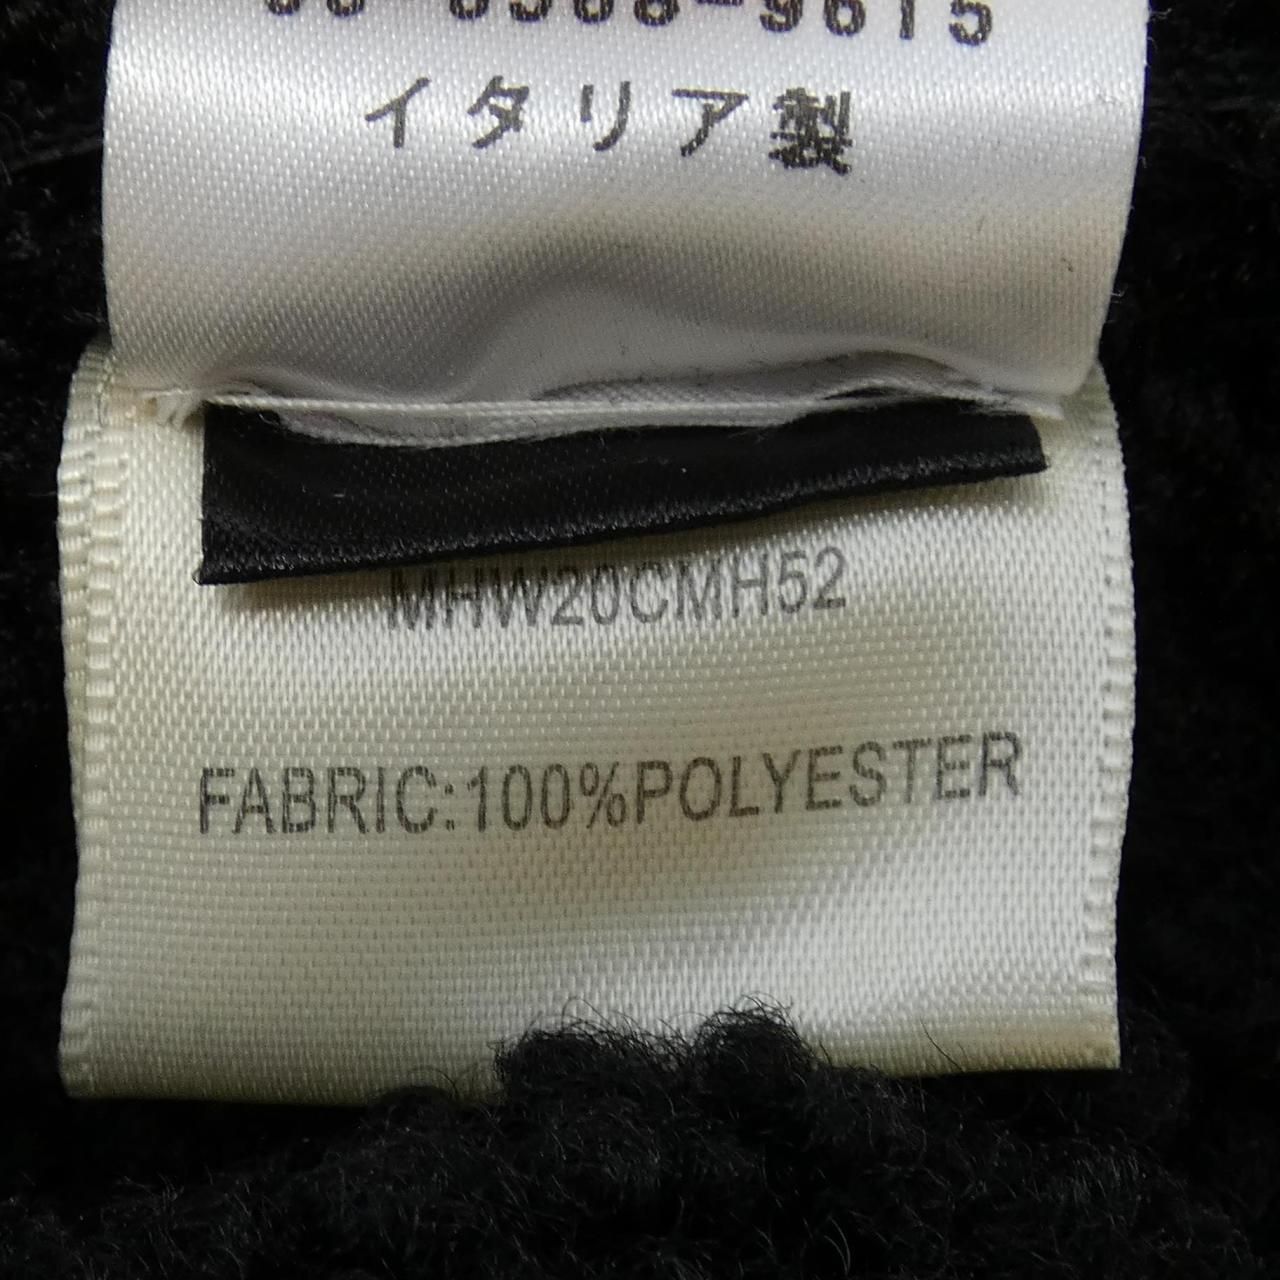 イタリア製
MHW20CMH52
FABRIC:100%POLYESTER